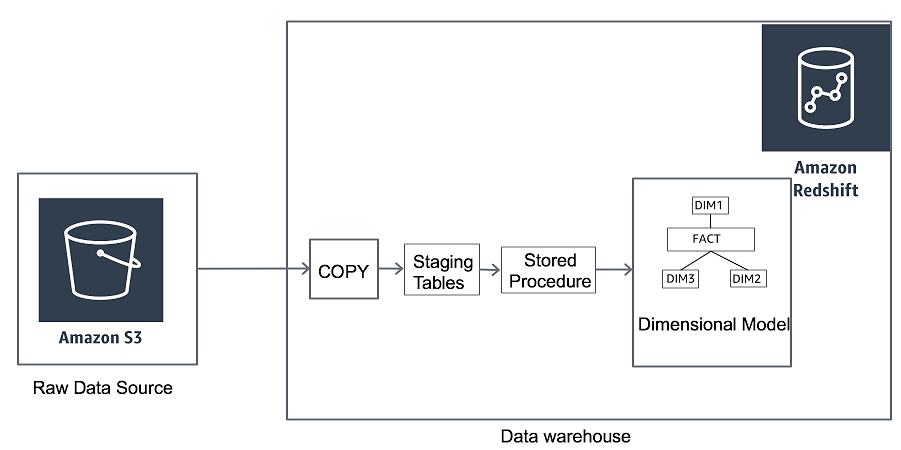 Amazon
Redshift
DIM1
FACT
DIM3
DIM2
Dimensional Model
COPY
Staging
Tables
Stored
Procedure
Amazon S3
Raw Data Source
Data warehouse